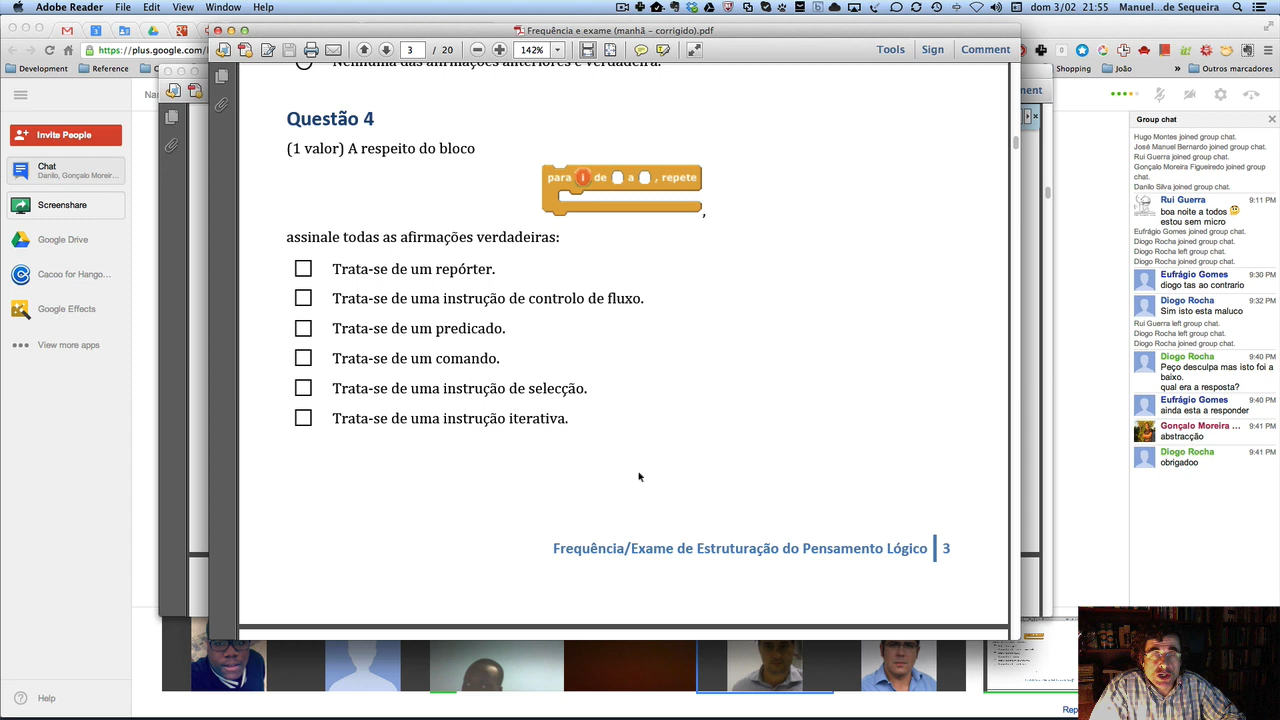 Adobe Reader File Edit View Window Help
dom 3/02 21:55 Manuel...de Sequeira
Frequência e exame (manhã – corrigido).pdf
https://plus.google.com/
3 / 20
142%
Tools Sign Comment
Development
Reference
Shopping
João
»
Outros marcadores
Invite People
Chat
Danilo, Gonçalo Moreir...
Screenshare
Google Drive
Cacoo for Hango...
Google Effects
View more apps
Help
Nenhuma das afirmações anteriores é verdadeira.
Questão 4
(1 valor) A respeito do bloco
para i de a , repete
,
assinale todas as afirmações verdadeiras:
Trata-se de um repórter.
Trata-se de uma instrução de controlo de fluxo.
Trata-se de um predicado.
Trata-se de um comando.
Trata-se de uma instrução de selecção.
Trata-se de uma instrução iterativa.
Frequência/Exame de Estruturação do Pensamento Lógico 3
Group chat
Hugo Montes joined group chat.
José Manuel Bernardo joined group chat.
Rui Guerra joined group chat.
Gonçalo Moreira Figueiredo joined group chat.
Danilo Silva joined group chat.
Rui Guerra 9:11 PM
boa noite a todos
estou sem micro
Eufrágio Gomes joined group chat.
Diogo Rocha joined group chat.
Diogo Rocha left group chat.
Diogo Rocha joined group chat.
Eufrágio Gomes 9:30 PM
diogo tas ao contrario
Diogo Rocha 9:32 PM
Sim isto esta maluco
Rui Guerra left group chat.
Diogo Rocha left group chat.
Diogo Rocha joined group chat.
Diogo Rocha 9:40 PM
Peço desculpa mas isto foi a
baixo.
qual era a resposta?
Eufrágio Gomes 9:40 PM
ainda esta a responder
Gonçalo Moreira ... 9:41 PM
abstracção
Diogo Rocha 9:41 PM
obrigadoo